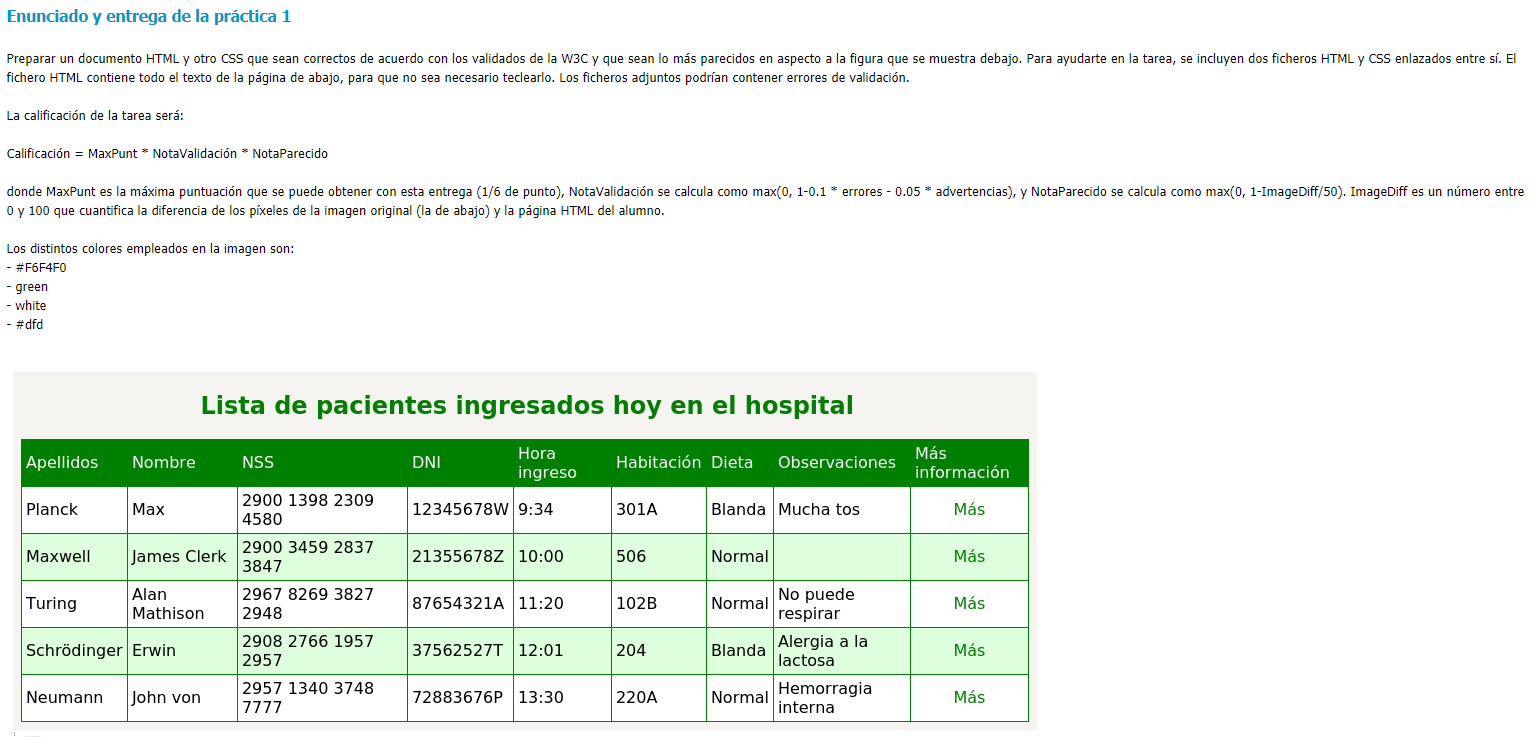 Enunciado y entrega de la práctica 1
Preparar un documento HTML y otro CSS que sean correctos de acuerdo con los validados de la W3C y que sean lo más parecidos en aspecto a la figura que se muestra debajo. Para ayudarte en la tarea, se incluyen dos ficheros HTML y CSS enlazados entre sí. El
fichero HTML contiene todo el texto de la página de abajo, para que no sea necesario teclearlo. Los ficheros adjuntos podrían contener errores de validación.
La calificación de la tarea será:
Calificación = MaxPunt * NotaValidación * NotaParecido
donde MaxPunt es la máxima puntuación que se puede obtener con esta entrega (1/6 de punto), NotaValidación se calcula como max(0, 1-0.1 * errores - 0.05 * advertencias), y NotaParecido se calcula como max(0, 1-ImageDiff/50). ImageDiff es un número entre
0 y 100 que cuantifica la diferencia de los píxeles de la imagen original (la de abajo) y la página HTML del alumno.
Los distintos colores empleados en la imagen son:
- #F6F4F0
- green
- white
- #dfd
Lista de pacientes ingresados hoy en el hospital
Apellidos Nombre NSS DNI Hora ingreso Habitación Dieta Observaciones Más información
Planck Max 2900 1398 2309 4580 12345678W 9:34 301A Blanda Mucha tos Más
Maxwell James Clerk 2900 3459 2837 3847 21355678Z 10:00 506 Normal Más
Turing Alan Mathison 2967 8269 3827 2948 87654321A 11:20 102B Normal No puede respirar Más
Schrödinger Erwin 2908 2766 1957 2957 37562527T 12:01 204 Blanda Alergia a la lactosa Más
Neumann John von 2957 1340 3748 7777 72883676P 13:30 220A Normal Hemorragia interna Más